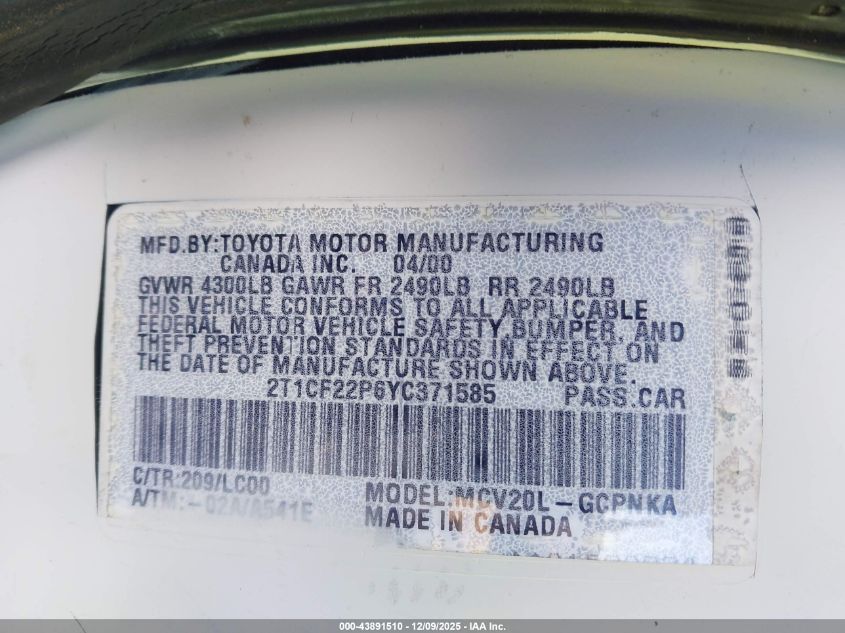 MFD.BY:TOYOTA MOTOR MANUFACTURING
CANADA INC. 04/00
GVWR 4300LB GAWR FR 2490LB RR 2490LB
THIS VEHICLE CONFORMS TO ALL APPLICABLE
FEDERAL MOTOR VEHICLE SAFETY,BUMPER, AND
THEFT PREVENTION STANDARDS IN EFFECT ON
THE DATE OF MANUFACTURE SHOWN ABOVE.
2T1CF22P6YC371585 PASS.CAR
C/TR:209/LC00
A/TM:-02A/A541E
MODEL:MCV20L-GCPNKA
MADE IN CANADA
000-43891510 | 12/09/2025 - IAA Inc.